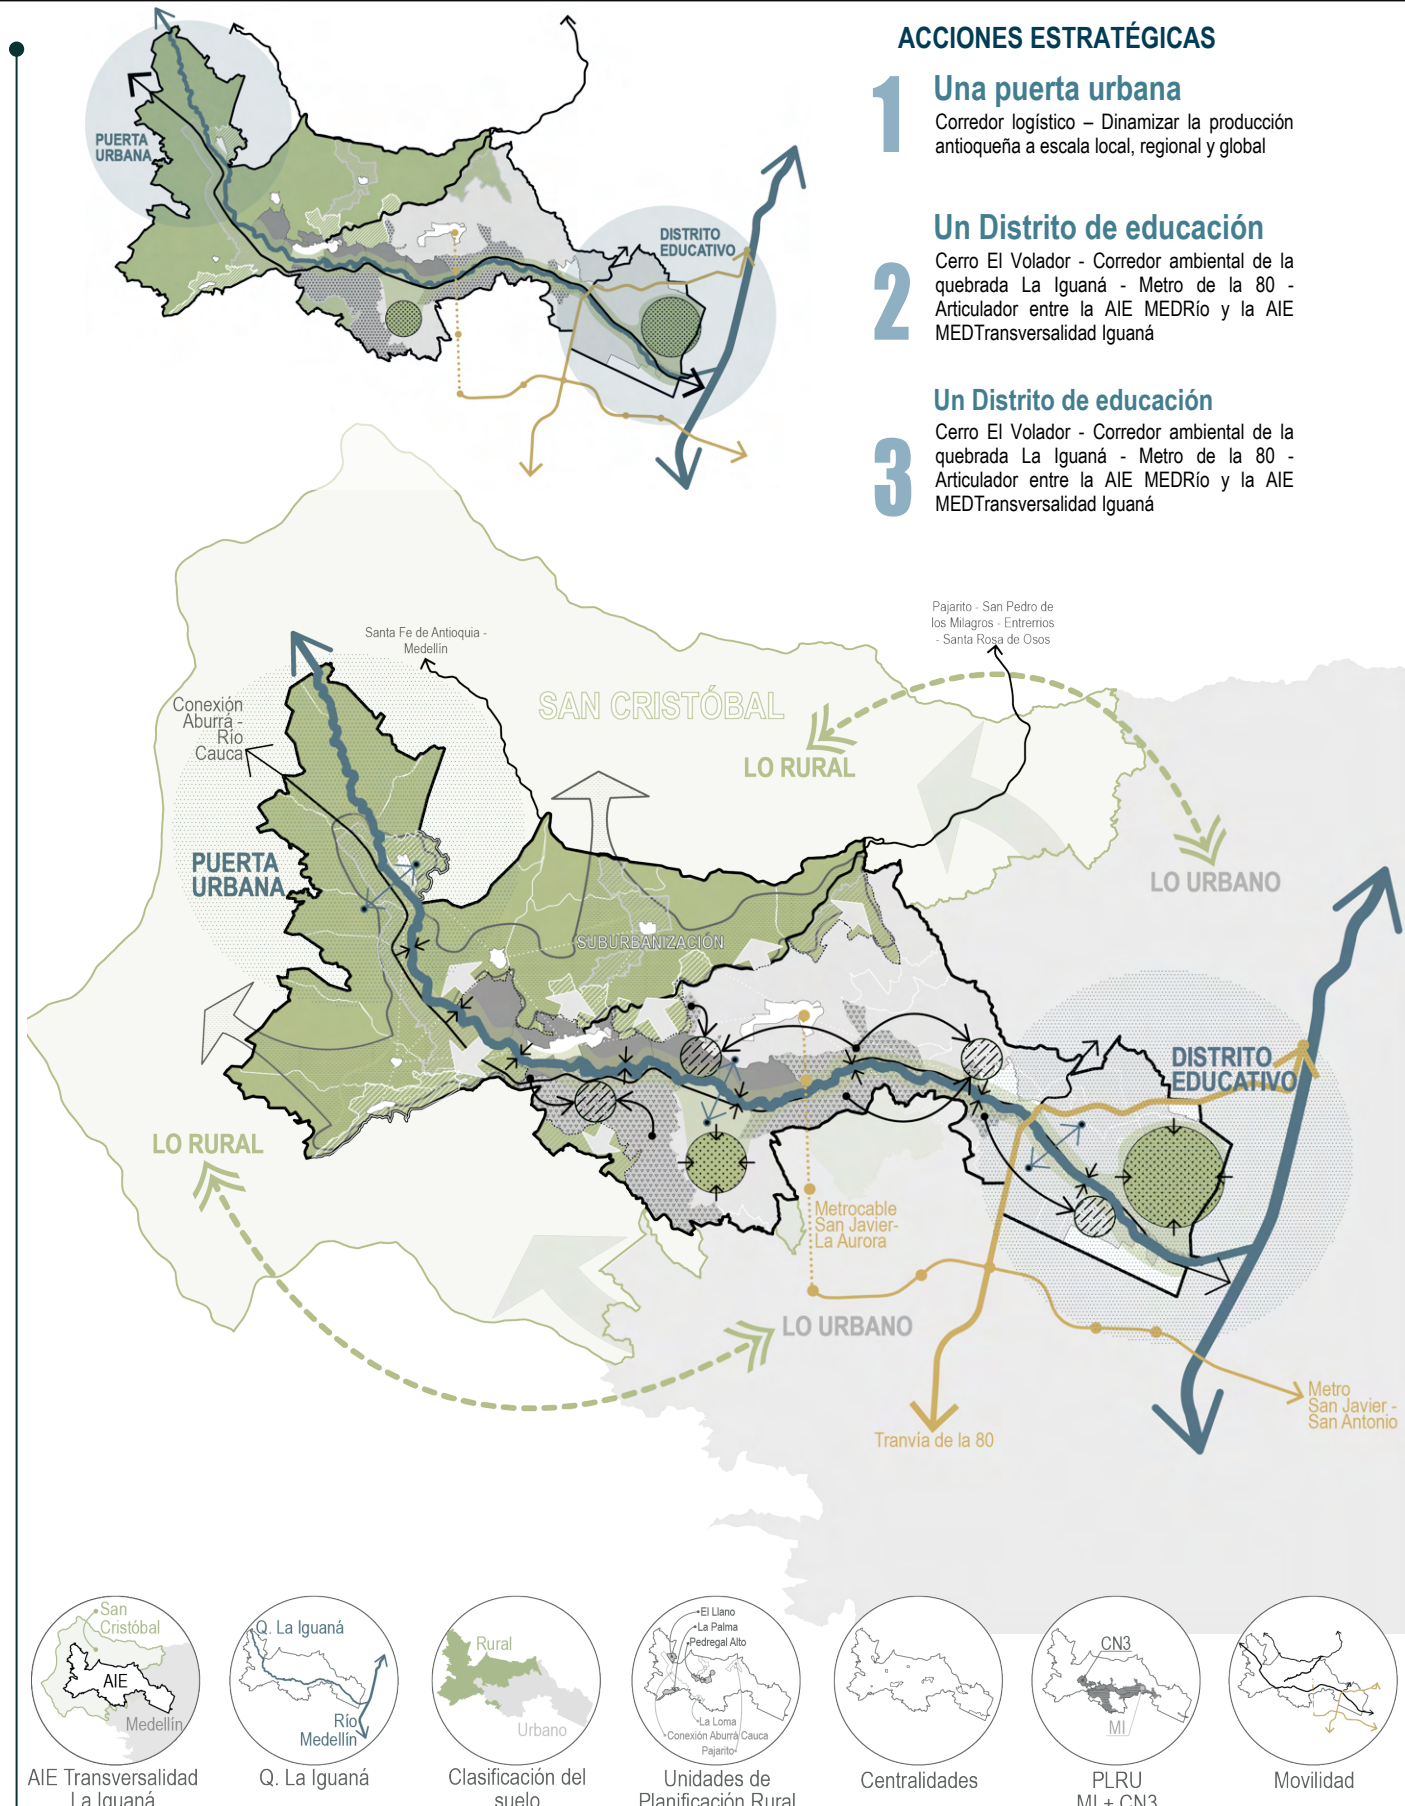 ACCIONES ESTRATÉGICAS
1
Una puerta urbana
Corredor logístico – Dinamizar la producción
antioqueña a escala local, regional y global
2
Un Distrito de educación
Cerro El Volador - Corredor ambiental de la
quebrada La Iguaná - Metro de la 80 -
Articulador entre la AIE MEDRío y la AIE
MEDTransversalidad Iguaná
3
Un Distrito de educación
Cerro El Volador - Corredor ambiental de la
quebrada La Iguaná - Metro de la 80 -
Articulador entre la AIE MEDRío y la AIE
MEDTransversalidad Iguaná
PUERTA
URBANA
DISTRITO
EDUCATIVO
Pajarito - San Pedro de
los Milagros - Entrerrios
- Santa Rosa de Osos
Santa Fe de Antioquia -
Medellín
Conexión
Aburrá -
Río
Cauca
SAN CRISTÓBAL
LO RURAL
LO URBANO
PUERTA
URBANA
SUBURBANIZACIÓN
DISTRITO
EDUCATIVO
LO RURAL
Metrocable
San Javier-
La Aurora
LO URBANO
Metro
San Javier -
San Antonio
Tranvía de la 80
San
Cristóbal
AIE
Medellín
AIE Transversalidad
La Iguaná
Q. La Iguaná
Río
Medellín
Q. La Iguaná
Rural
Urbano
Clasificación del
suelo
El Llano
La Palma
Pedregal Alto
La Loma
Conexión Aburrá Cauca
Pajarito
Unidades de
Planificación Rural
Centralidades
CN3
MI
PLRU
MI + CN3
Movilidad